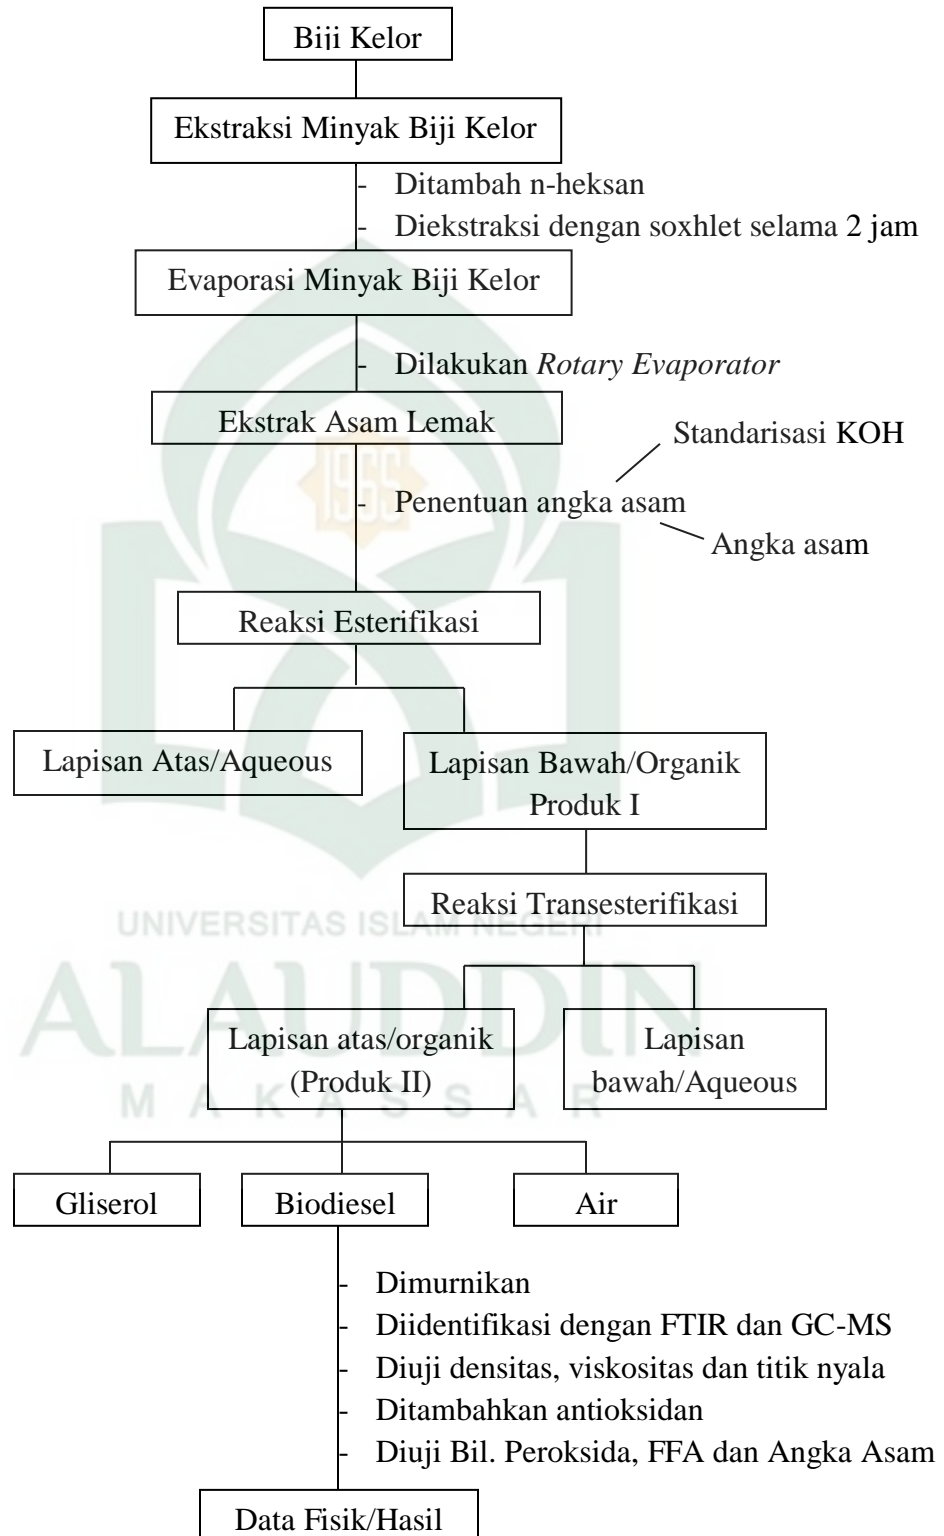 Biji Kelor
Ekstraksi Minyak Biji Kelor
- Ditambah n-heksan
- Diekstraksi dengan soxhlet selama 2 jam
Evaporasi Minyak Biji Kelor
- Dilakukan Rotary Evaporator
Ekstrak Asam Lemak
Standarisasi KOH
- Penentuan angka asam
Angka asam
1965
Reaksi Esterifikasi
Lapisan Atas/Aqueous
Lapisan Bawah/Organik
Produk I
Reaksi Transesterifikasi
UNIVERSITAS ISLAM NEGERI
ALAUDDIN
MAKASSAR
Lapisan atas/organik
(Produk II)
Lapisan
bawah/Aqueous
Gliserol
Biodiesel
Air
- Dimurnikan
- Diidentifikasi dengan FTIR dan GC-MS
- Diuji densitas, viskositas dan titik nyala
- Ditambahkan antioksidan
- Diuji Bil. Peroksida, FFA dan Angka Asam
Data Fisik/Hasil